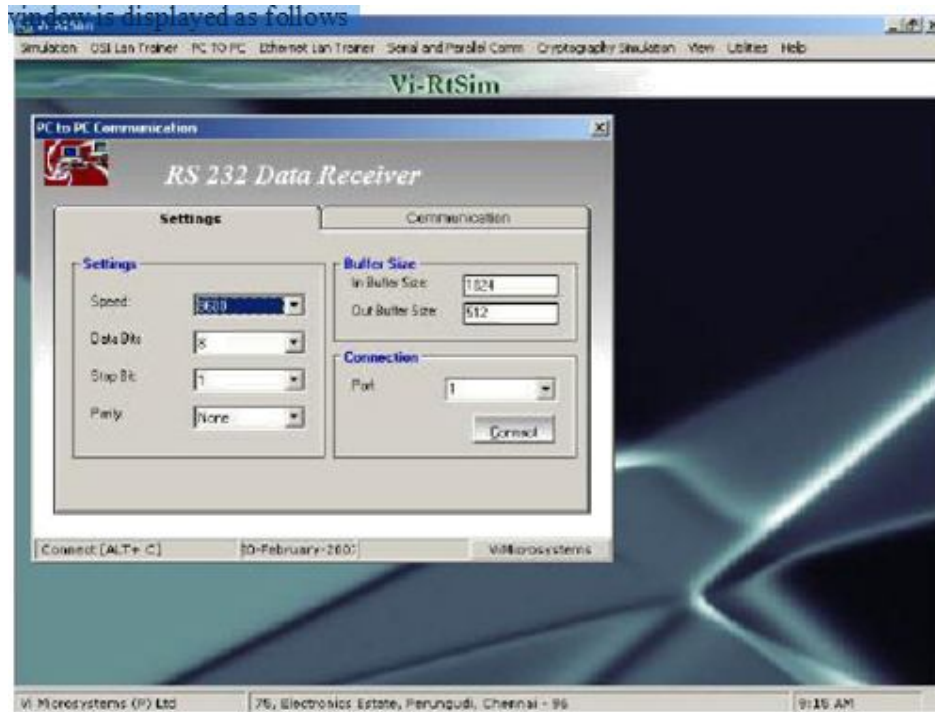 window is displayed as follows
Vi-RtSim
Simulation OSI Lan Trainer PC TO PC Ethernet Lan Trainer Serial and Parallel Comm Cryptography Simulation View Utilities Help
Vi-RtSim
PC to PC Communication
RS 232 Data Receiver
Settings Communication
Settings
Speed
Data Bits 8
Stop Bit 1
Parity None
Buffer Size
In Buffer Size 1024
Out Buffer Size 512
Connection
Port 1
Connect
Connect [ALT+ C] ViMicrosystems
Vi Microsystems (P) Ltd 75, Electronics Estate, Perungudi, Chennai - 96 9:15 AM